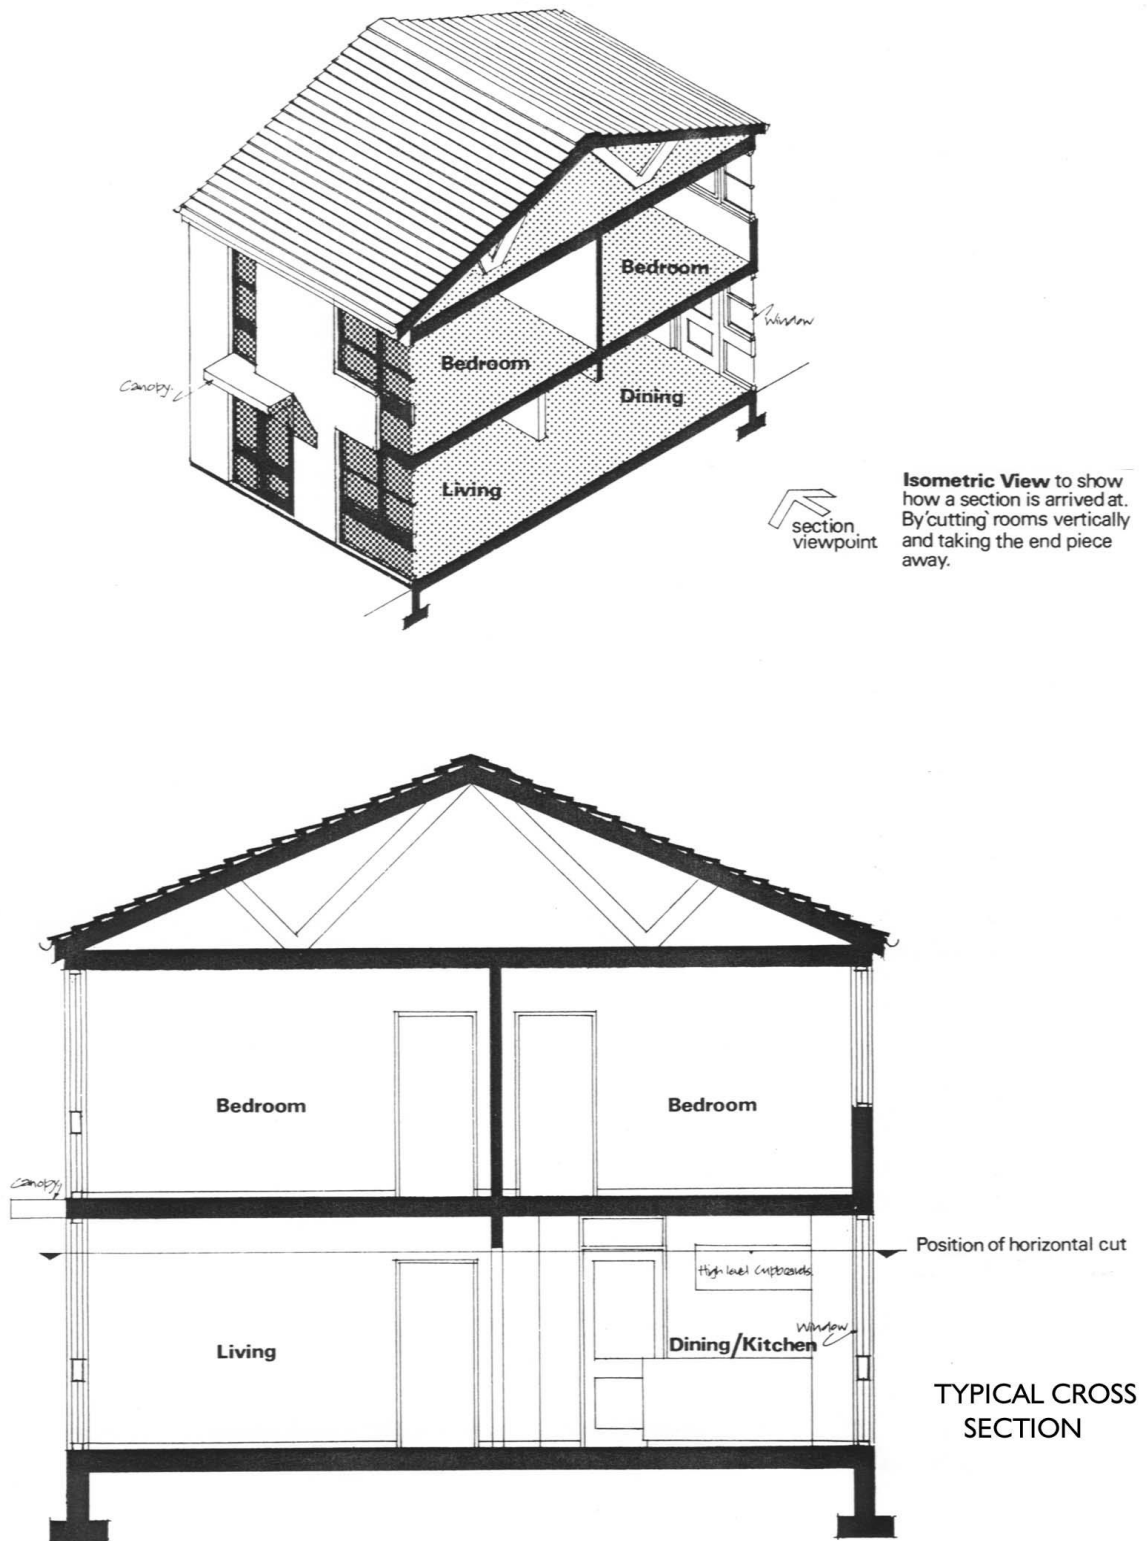 Bedroom
Window
Bedroom
Canopy.
Dining
Living
Isometric View to show
how a section is arrived at.
By 'cutting' rooms vertically
and taking the end piece
away.
section
viewpoint
Bedroom
Bedroom
Canopy
Position of horizontal cut
High level Cupboards
Window
Living
Dining/Kitchen
TYPICAL CROSS
SECTION